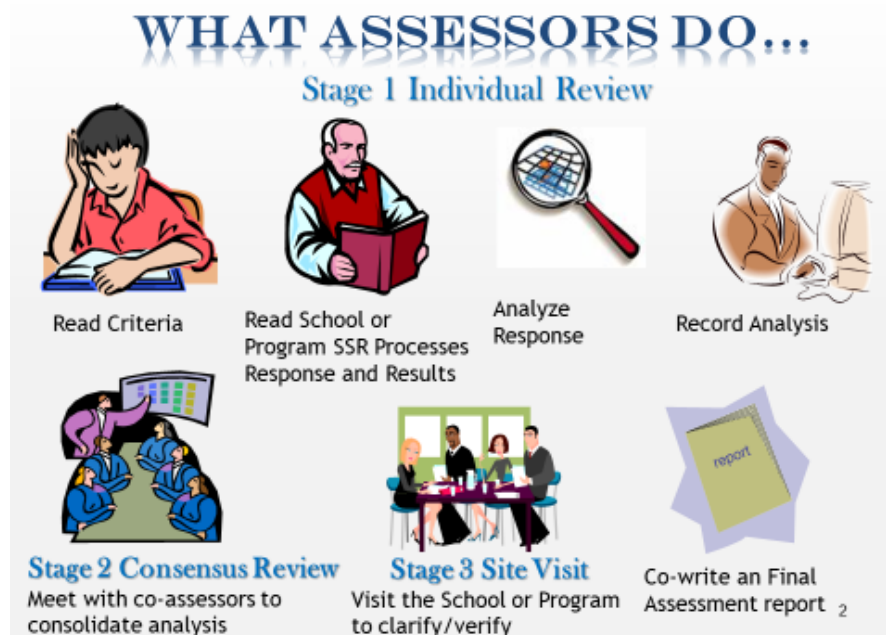 WHAT ASSESSORS DO...
Stage 1 Individual Review
Read Criteria
Read School or
Program SSR Processes
Response and Results
Analyze
Response
Record Analysis
report
Stage 2 Consensus Review
Meet with co-assessors to
consolidate analysis
Stage 3 Site Visit
Visit the School or Program
to clarify/verify
Co-write an Final
Assessment report
2